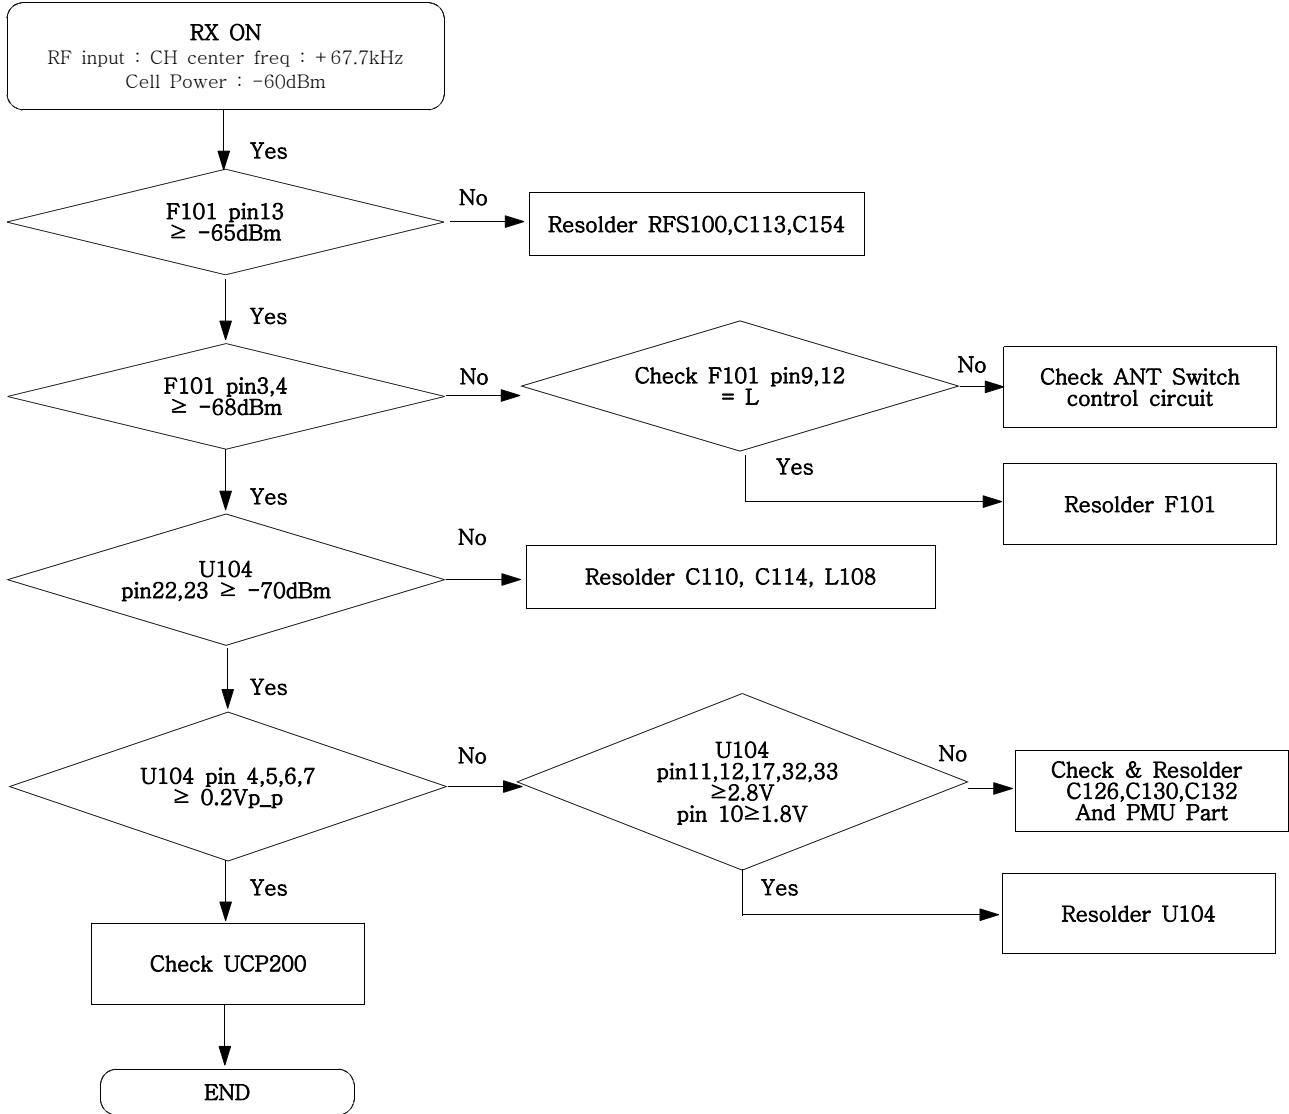 RX ON
RF input : CH center freq : +67.7kHz
Cell Power : -60dBm
Yes
F101 pin13
≥ -65dBm
No
Resolder RFS100,C113,C154
Yes
F101 pin3,4
≥ -68dBm
No
Check F101 pin9,12
= L
No
Check ANT Switch
control circuit
Yes
Resolder F101
Yes
U104
pin22,23 ≥ -70dBm
No
Resolder C110, C114, L108
Yes
U104 pin 4,5,6,7
≥ 0.2Vp_p
No
U104
pin11,12,17,32,33
≥2.8V
pin 10≥1.8V
No
Check & Resolder
C126,C130,C132
And PMU Part
Yes
Resolder U104
Yes
Check UCP200
END